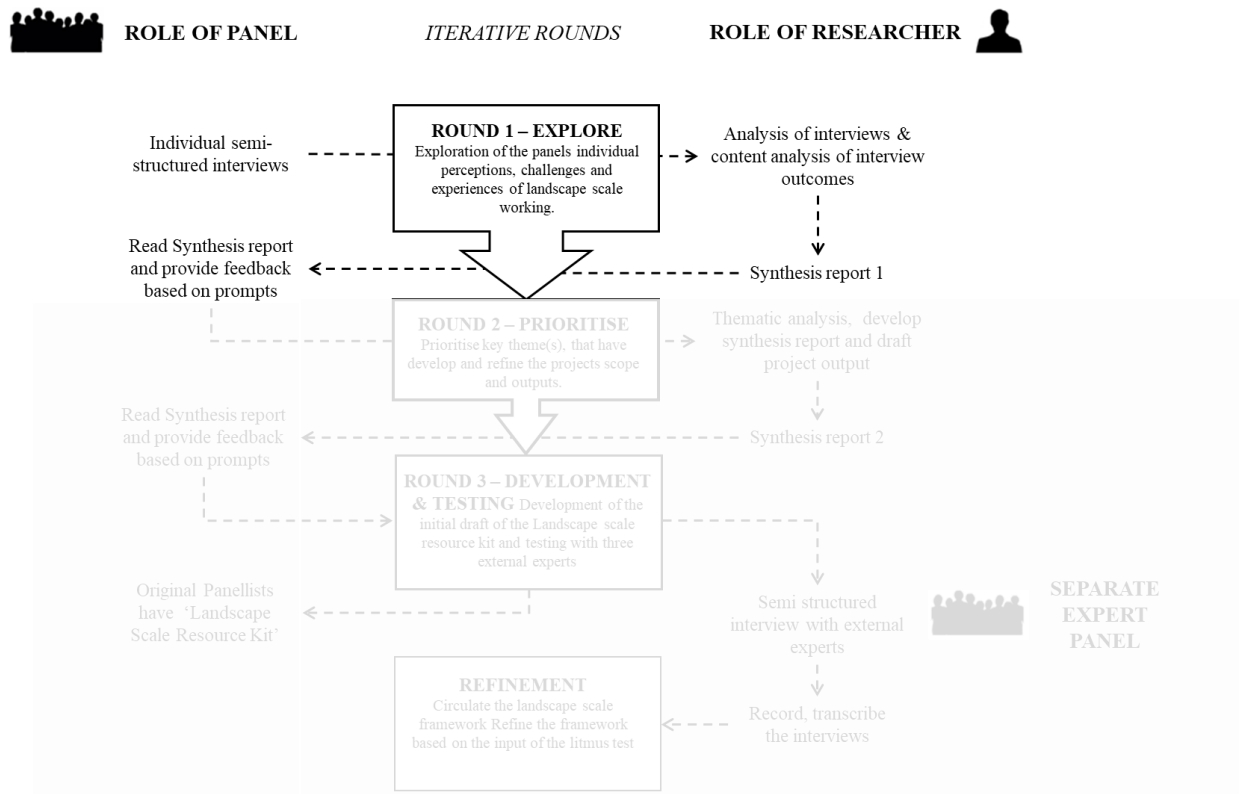 ROLE OF PANEL
ITERATIVE ROUNDS
ROLE OF RESEARCHER
Individual semi-
structured interviews
ROUND 1 – EXPLORE
Exploration of the panels individual
perceptions, challenges and
experiences of landscape scale
working.
Analysis of interviews &
content analysis of interview
outcomes
Read Synthesis report
and provide feedback
based on prompts
Synthesis report 1
ROUND 2 – PRIORITISE
Prioritise key theme(s), that have
develop and refine the projects scope
and outputs.
Thematic analysis, develop
synthesis report and draft
project output
Read Synthesis report
and provide feedback
based on prompts
Synthesis report 2
ROUND 3 – DEVELOPMENT
& TESTING Development of the
initial draft of the Landscape scale
resource kit and testing with three
external experts
Original Panellists
have ‘Landscape
Scale Resource Kit’
Semi structured
interview with external
experts
SEPARATE
EXPERT
PANEL
REFINEMENT
Circulate the landscape scale
framework Refine the framework
based on the input of the litmus test
Record, transcribe
the interviews